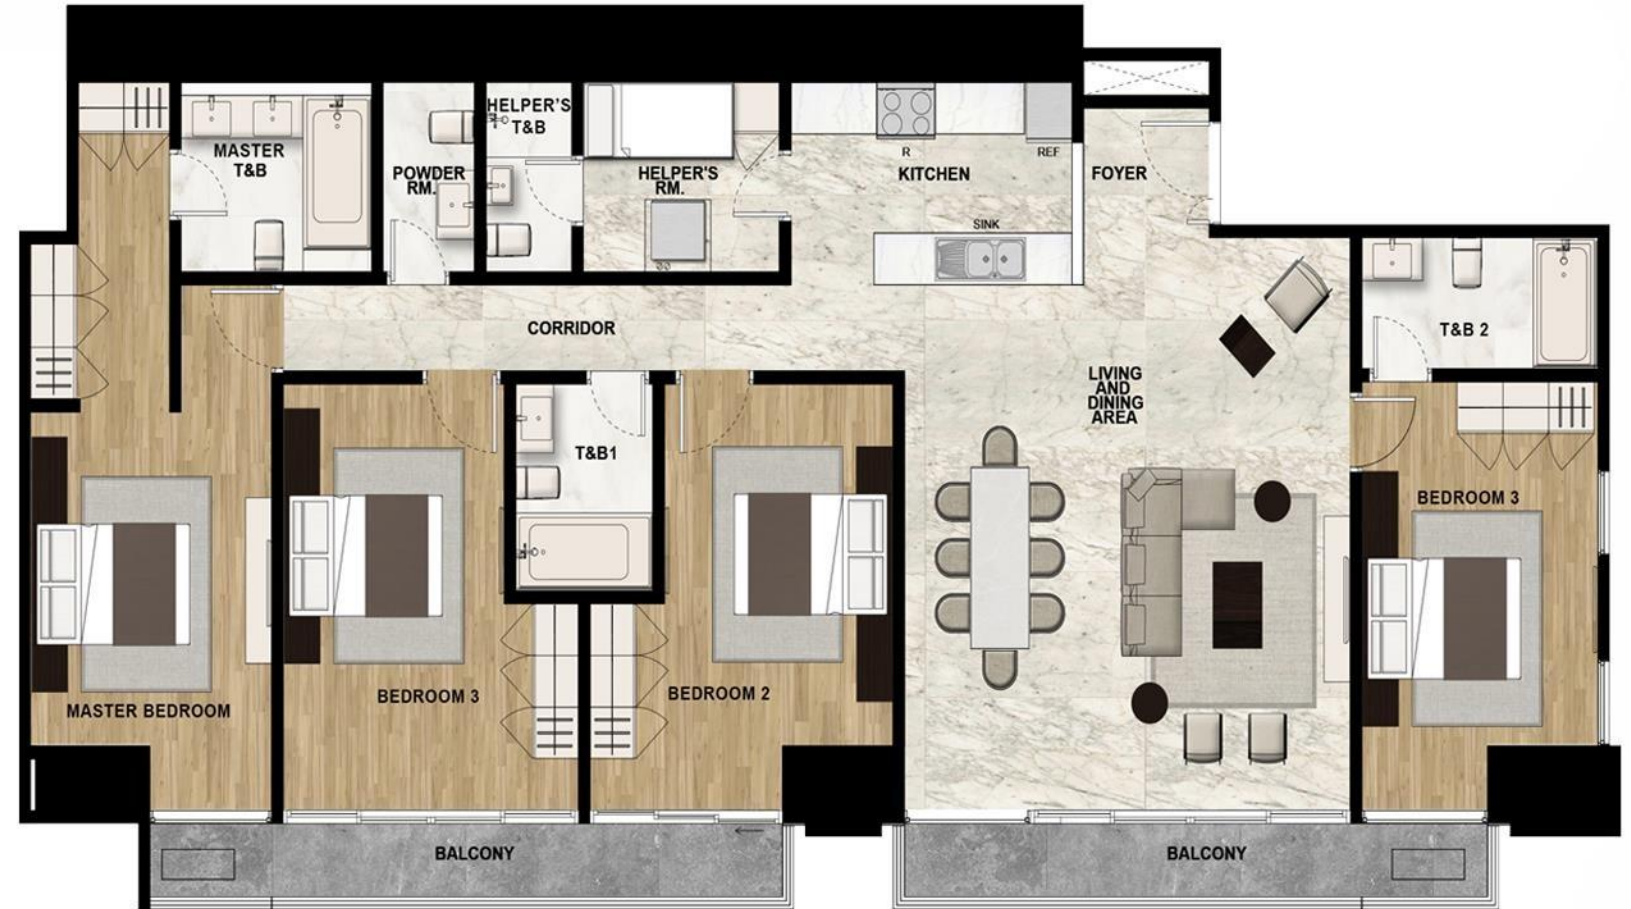 HELPER'S
T&B
MASTER
T&B
POWDER
RM.
HELPER'S
RM.
R
REF
KITCHEN
FOYER
SINK
CORRIDOR
T&B 2
LIVING
AND
DINING
AREA
T&B1
BEDROOM 3
MASTER BEDROOM
BEDROOM 3
BEDROOM 2
BALCONY
BALCONY